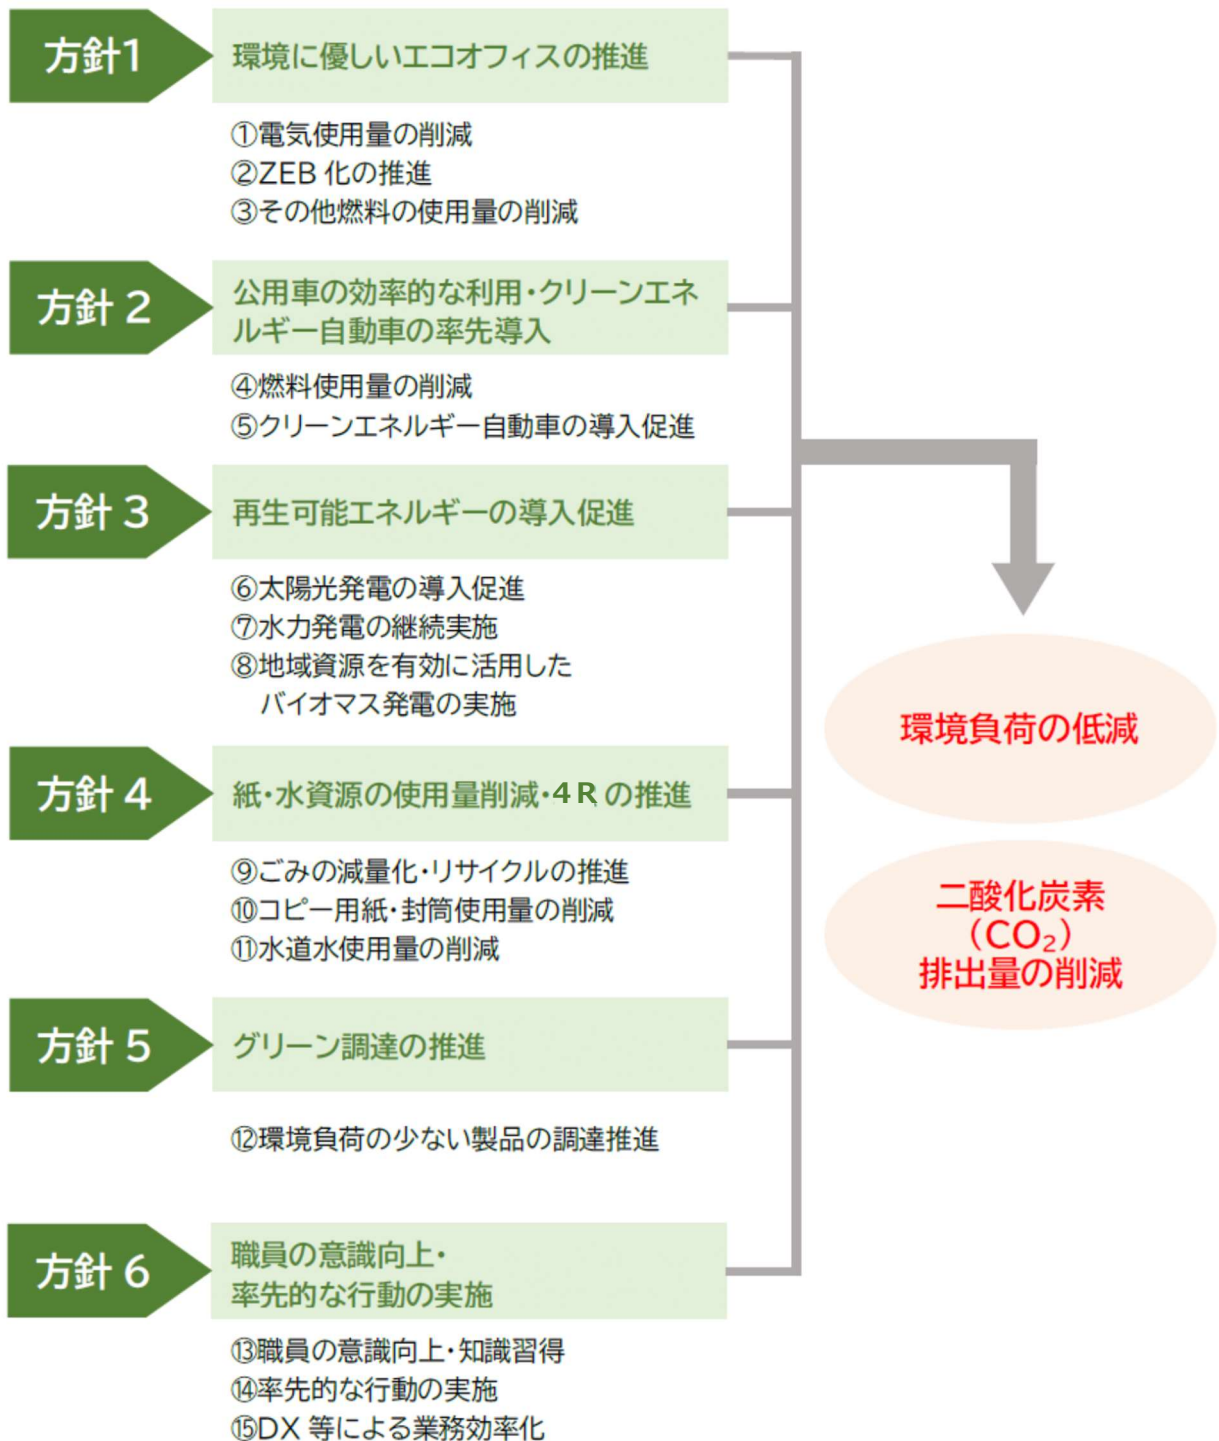 方針1
環境に優しいエコオフィスの推進
①電気使用量の削減
②ZEB 化の推進
③その他燃料の使用量の削減
方針 2
公用車の効率的な利用・クリーンエネ
ルギー自動車の率先導入
④燃料使用量の削減
⑤クリーンエネルギー自動車の導入促進
方針 3
再生可能エネルギーの導入促進
⑥太陽光発電の導入促進
⑦水力発電の継続実施
⑧地域資源を有効に活用した
バイオマス発電の実施
方針 4
紙・水資源の使用量削減・4R の推進
⑨ごみの減量化・リサイクルの推進
⑩コピー用紙・封筒使用量の削減
⑪水道水使用量の削減
方針 5
グリーン調達の推進
⑫環境負荷の少ない製品の調達推進
方針 6
職員の意識向上・
率先的な行動の実施
⑬職員の意識向上・知識習得
⑭率先的な行動の実施
⑮DX 等による業務効率化
環境負荷の低減
二酸化炭素
（CO₂）
排出量の削減